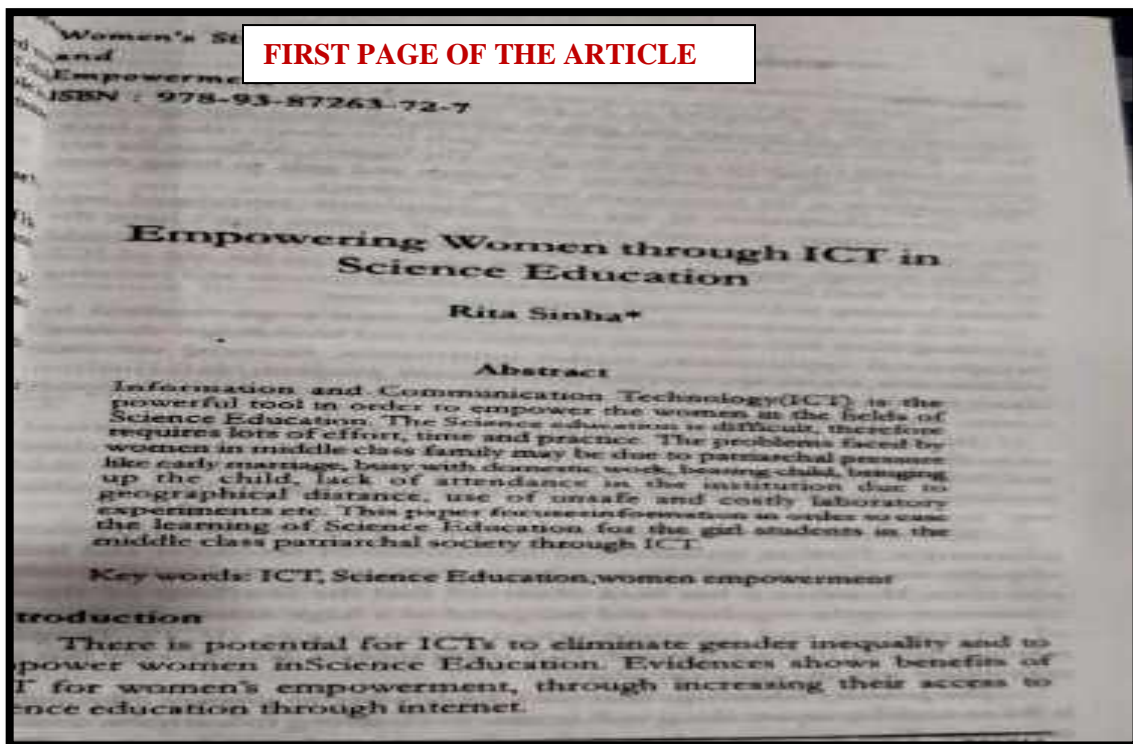 Women's St
FIRST PAGE OF THE ARTICLE
and
Empowerme
ISBN : 978-93-87263-72-7
Empowering Women through ICT in
Science Education
Rita Sinha*
Abstract
Information and Communication Technology(ICT) is the
powerful tool in order to empower the women in the fields of
Science Education. The Science education is difficult, therefore
requires lots of effort, time and practice. The problems faced by
women in middle class family may be due to patriarchal pressure
like early marriage, busy with domestic work, bearing child, bringing
up the child, lack of attendance in the institution due to
geographical distance, use of unsafe and costly laboratory
experiments etc. This paper focusesinformation in order to ease
the learning of Science Education for the girl students in the
middle class patriarchal society through ICT.
Key words: ICT, Science Education,women empowerment
troduction
There is potential for ICTs to eliminate gender inequality and to
power women inScience Education. Evidences shows benefits of
T for women's empowerment, through increasing their access to
ence education through internet.